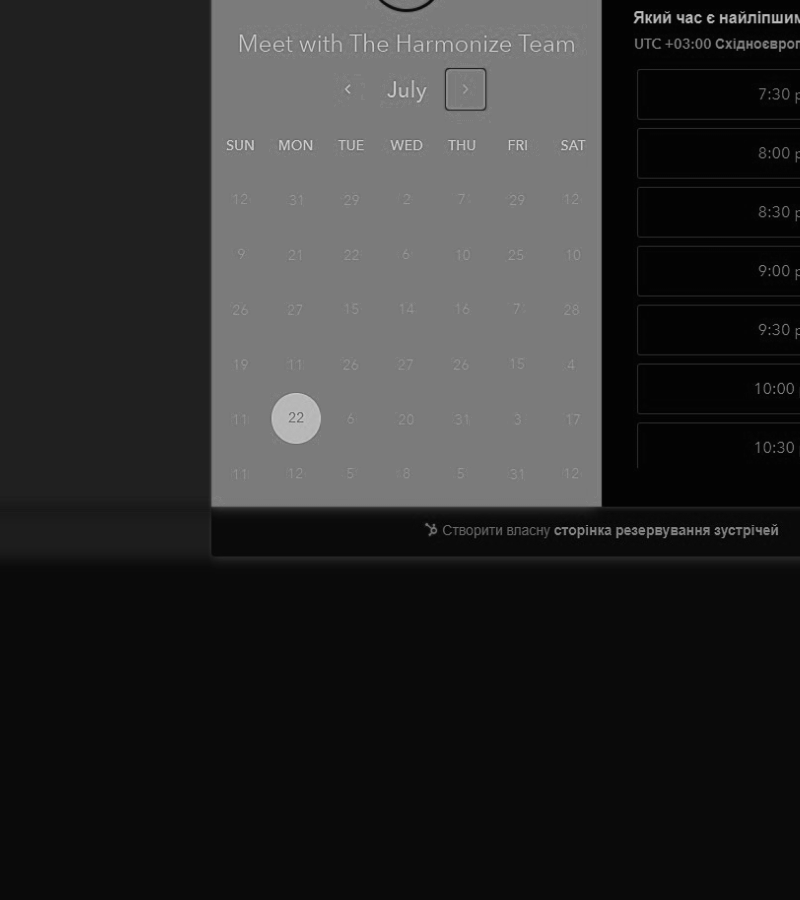 Meet with The Harmonize Team
July
SUN MON TUE WED THU FRI SAT
12 31 29 2 7 29 12
9 21 22 6 10 25 10
26 27 15 14 16 7 28
19 11 26 27 26 15 4
11 22 6 20 31 3 17
11 12 5 8 5 31 12
Який час є найліпшим
UTC +03:00 Східноєвроп
7:30
8:00
8:30
9:00
9:30
10:00
10:30
Створити власну сторінка резервування зустрічей